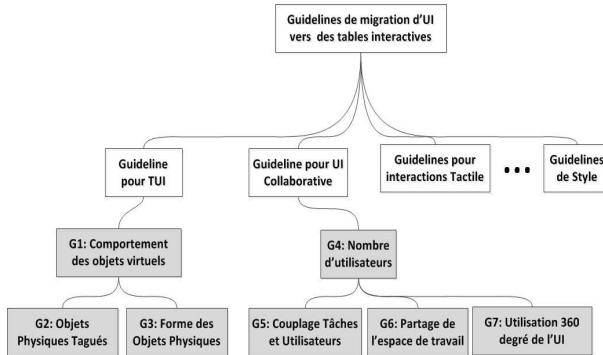 Guidelines de migration d'UI
vers des tables interactives
Guideline
pour TUI
Guideline pour UI
Collaborative
Guidelines pour
interactions Tactile
...
Guidelines
de Style
G1: Comportement
des objets virtuels
G4: Nombre
d'utilisateurs
G2: Objets
Physiques Tagués
G3: Forme des
Objets Physiques
G5: Couplage Tâches
et Utilisateurs
G6: Partage de
l'espace de travail
G7: Utilisation 360
degré de l'UI